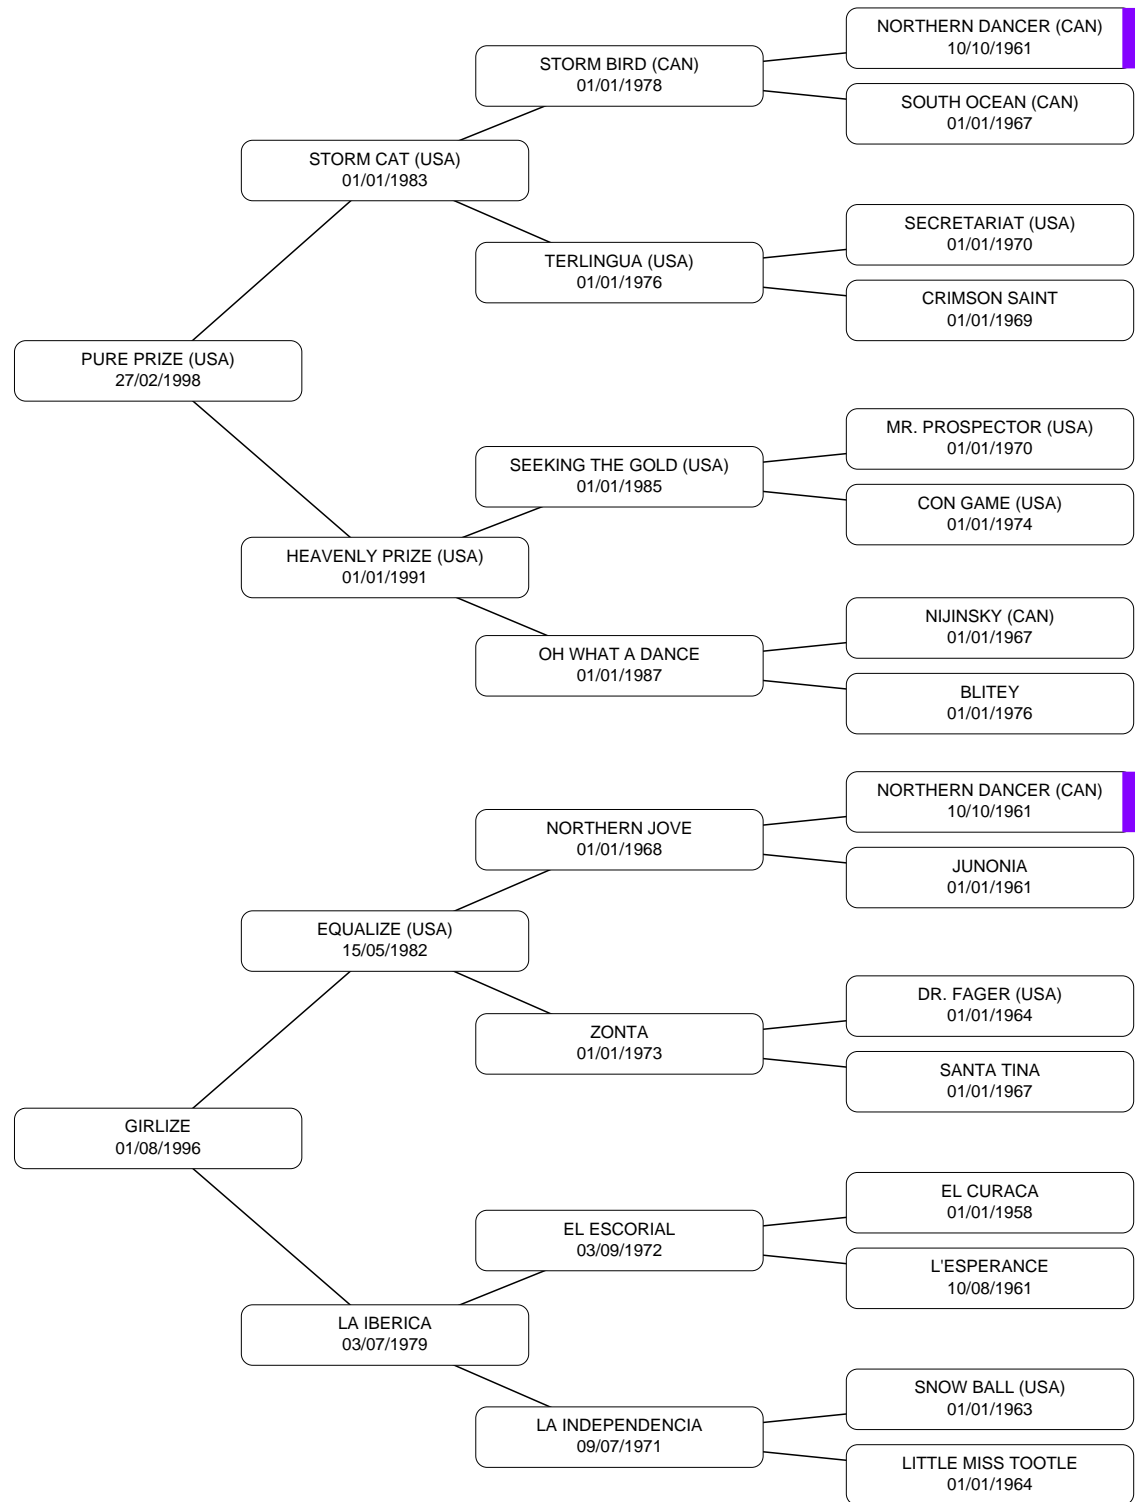 NORTHERN DANCER (CAN)
10/10/1961
STORM BIRD (CAN)
01/01/1978
SOUTH OCEAN (CAN)
01/01/1967
STORM CAT (USA)
01/01/1983
SECRETARIAT (USA)
01/01/1970
TERLINGUA (USA)
01/01/1976
CRIMSON SAINT
01/01/1969
PURE PRIZE (USA)
27/02/1998
MR. PROSPECTOR (USA)
01/01/1970
SEEKING THE GOLD (USA)
01/01/1985
CON GAME (USA)
01/01/1974
HEAVENLY PRIZE (USA)
01/01/1991
NIJINSKY (CAN)
01/01/1967
OH WHAT A DANCE
01/01/1987
BLITEY
01/01/1976
NORTHERN DANCER (CAN)
10/10/1961
NORTHERN JOVE
01/01/1968
JUNONIA
01/01/1961
EQUALIZE (USA)
15/05/1982
DR. FAGER (USA)
01/01/1964
ZONTA
01/01/1973
SANTA TINA
01/01/1967
GIRLIZE
01/08/1996
EL CURACA
01/01/1958
EL ESCORIAL
03/09/1972
L'ESPERANCE
10/08/1961
LA IBERICA
03/07/1979
SNOW BALL (USA)
01/01/1963
LA INDEPENDENCIA
09/07/1971
LITTLE MISS TOOTLE
01/01/1964